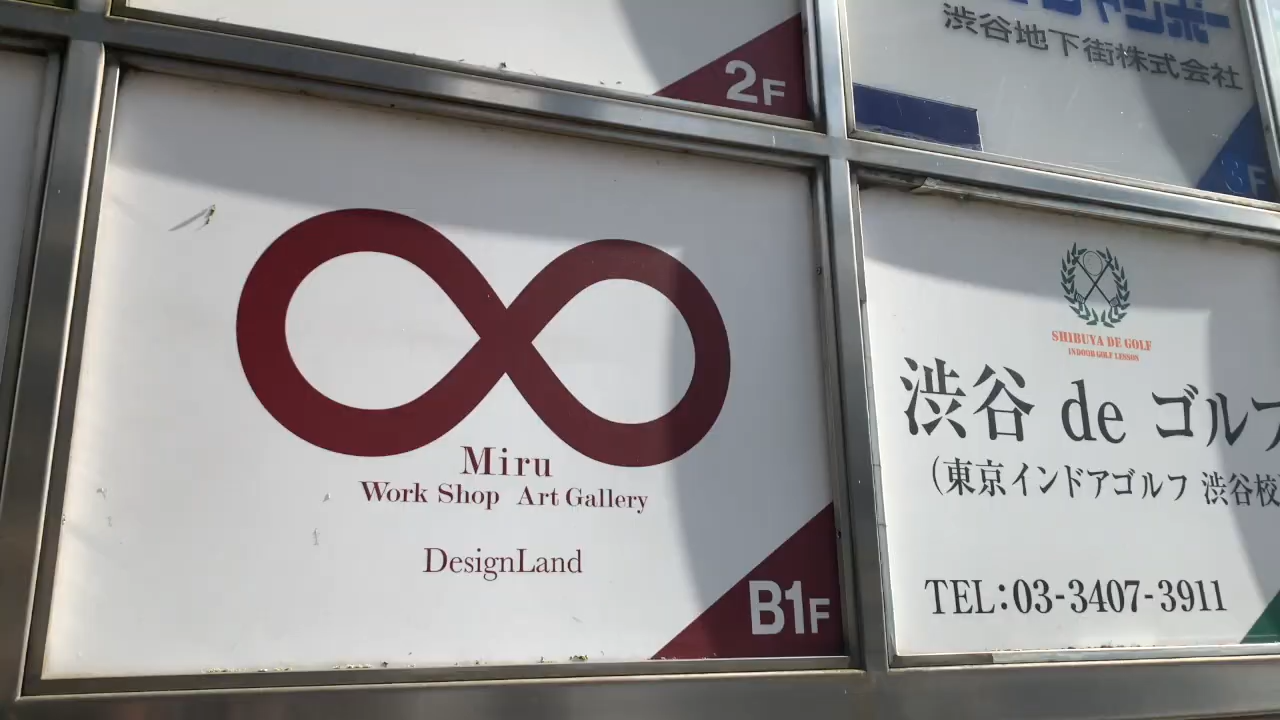 2F
渋谷地下街株式会社
Miru
Work Shop Art Gallery
DesignLand
B1F
SHIBUYA DE GOLF
INDOOR GOLF LESSON
渋谷 de ゴルフ
(東京インドアゴルフ 渋谷校
TEL:03-3407-3911